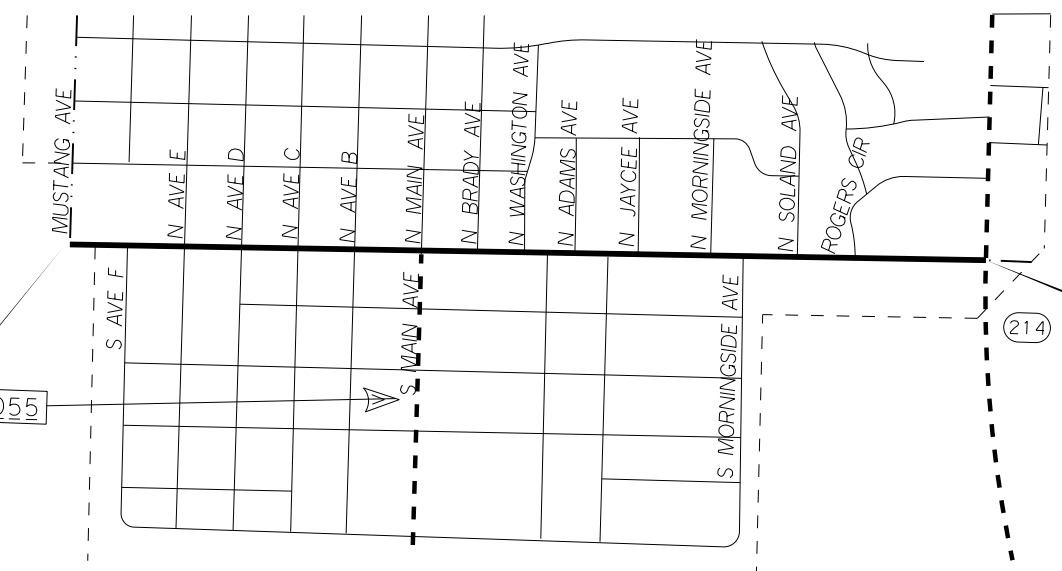 MUSTANG AVE
N AVE E
N AVE D
N AVE C
N AVE B
N MAIN AVE
N BRADY AVE
N WASHINGTON AVE
N ADAMS AVE
N JAYCEE AVE
N MORNINGSIDE AVE
N SOLAND AVE
ROGERS CIR
S AVE F
S MAIN AVE
S MORNINGSIDE AVE
214
055